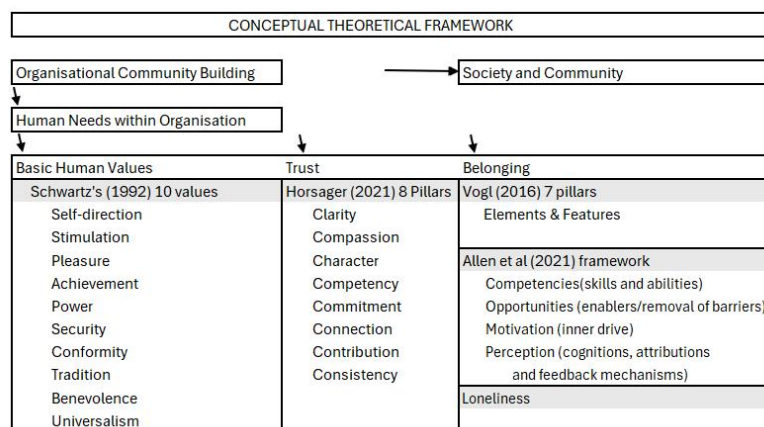 CONCEPTUAL THEORETICAL FRAMEWORK
Organisational Community Building
Society and Community
Human Needs within Organisation
Basic Human Values
Schwartz's (1992) 10 values
Self-direction
Stimulation
Pleasure
Achievement
Power
Security
Conformity
Tradition
Benevolence
Universalism
Trust
Horsager (2021) 8 Pillars
Clarity
Compassion
Character
Competency
Commitment
Connection
Contribution
Consistency
Belonging
Vogl (2016) 7 pillars
Elements & Features
Allen et al (2021) framework
Competencies(skills and abilities)
Opportunities (enablers/removal of barriers)
Motivation (inner drive)
Perception (cognitions, attributions
and feedback mechanisms)
Loneliness